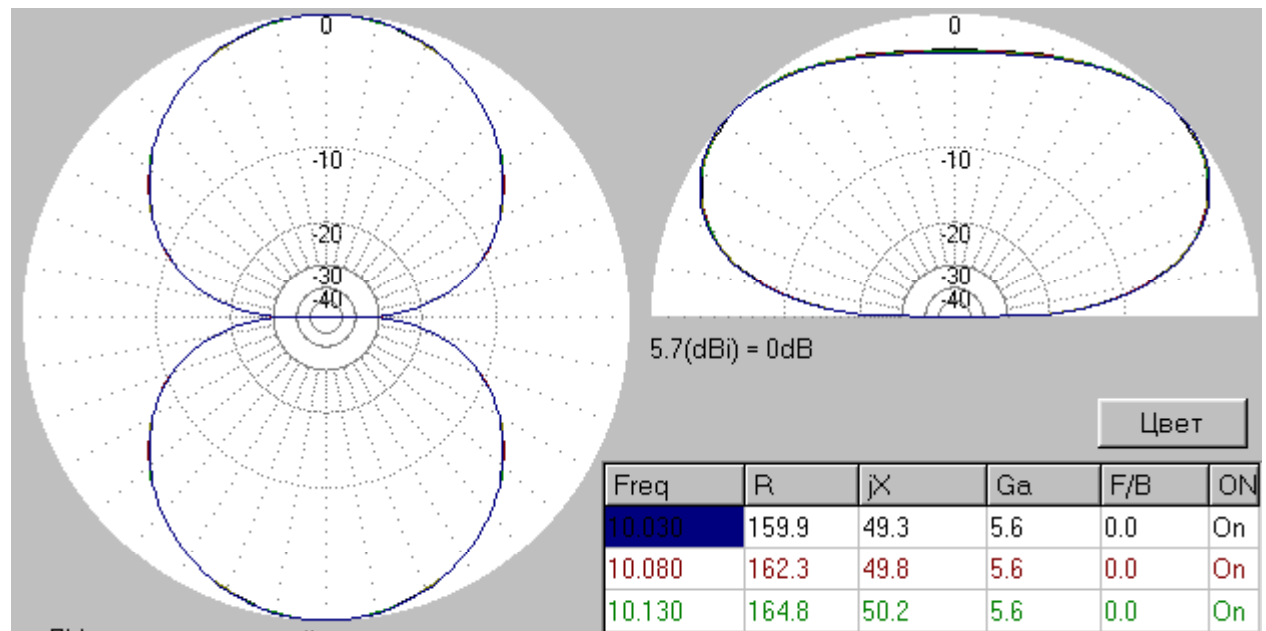 0
-10
-20
-30
-40
0
-10
-20
-30
-40
5.7(dBi) = 0dB
Цвет
Freq R jX Ga F/B ON
10.030 159.9 49.3 5.6 0.0 On
10.080 162.3 49.8 5.6 0.0 On
10.130 164.8 50.2 5.6 0.0 On